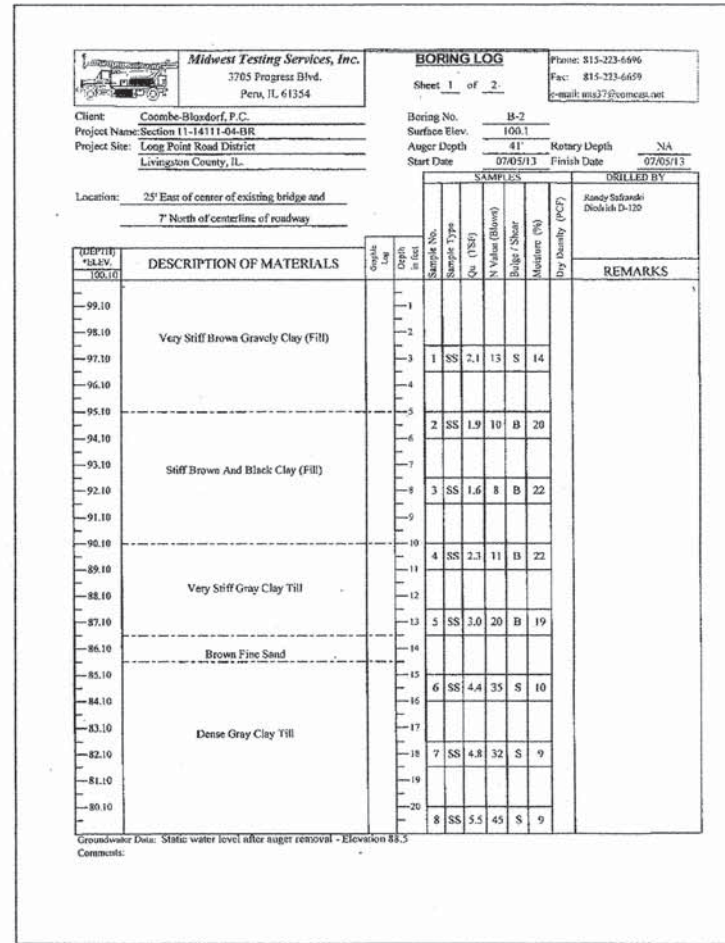 Midwest Testing Services, Inc.
3705 Progress Blvd.
Peru, IL 61354
BORING LOG
Sheet 1 of 2
Phone: 815-223-6696
Fax: 815-223-6659
e-mail: mts37@comcast.net
Client: Coombe-Bloxdorf, P.C.
Project Name: Section 11-14111-04-BR
Project Site: Long Point Road District
Livingston County, IL.
Boring No. B-2
Surface Elev. 100.1
Auger Depth 41' Rotary Depth NA
Start Date 07/05/13 Finish Date 07/05/13
Location: 25' East of center of existing bridge and
7' North of centerline of roadway
SAMPLES
DRILLED BY
Randy Safranski
Diedrich D-120
(DEPTH)
*ELEV.
100.10
DESCRIPTION OF MATERIALS
Graphic Log
Depth in feet
Sample No.
Sample Type
Qu (TSF)
N Value (Blows)
Bulge / Shear
Moisture (%)
Dry Density (PCF)
REMARKS
99.10 1
98.10 2
Very Stiff Brown Gravely Clay (Fill)
97.10 3 1 SS 2.1 13 S 14
96.10 4
95.10 5
2 SS 1.9 10 B 20
94.10 6
93.10 7
Stiff Brown And Black Clay (Fill)
92.10 8 3 SS 1.6 8 B 22
91.10 9
90.10 10
4 SS 2.3 11 B 22
89.10 11
Very Stiff Gray Clay Till
88.10 12
87.10 13 5 SS 3.0 20 B 19
86.10 14
Brown Fine Sand
85.10 15
6 SS 4.4 35 S 10
84.10 16
83.10 17
Dense Gray Clay Till
82.10 18 7 SS 4.8 32 S 9
81.10 19
80.10 20
8 SS 5.5 45 S 9
Groundwater Data: Static water level after auger removal - Elevation 88.5
Comments: